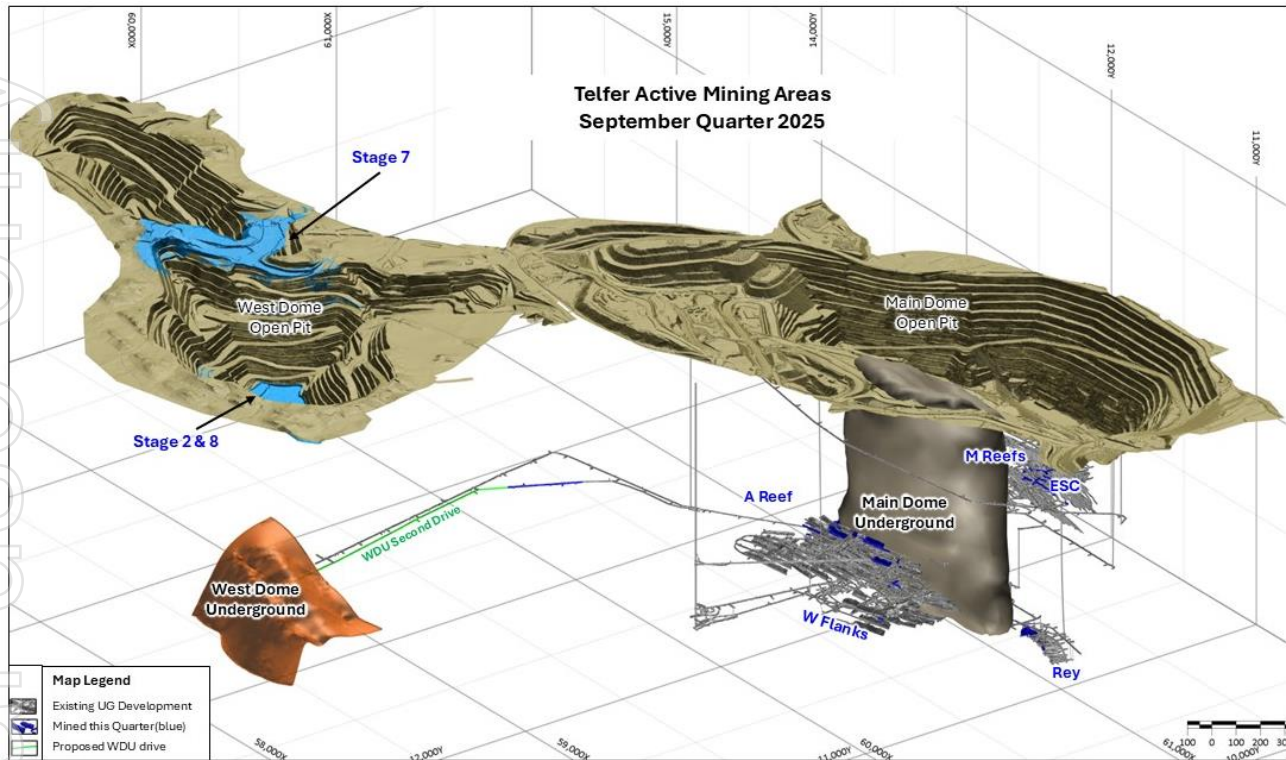 60,000X
61,000X
15,000Y
14,000Y
12,000Y
11,000Y
Telfer Active Mining Areas
September Quarter 2025
Stage 7
West Dome
Open Pit
Main Dome
Open Pit
Stage 2 & 8
M Reefs
ESC
A Reef
Main Dome
Underground
WDU Second Drive
West Dome
Underground
W Flanks
Rey
Map Legend
Existing UG Development
Mined this Quarter(blue)
Proposed WDU drive
58,000X
12,000Y
59,000X
11,000Y
60,000X
61,000X
10,000Y
100 0 100 200